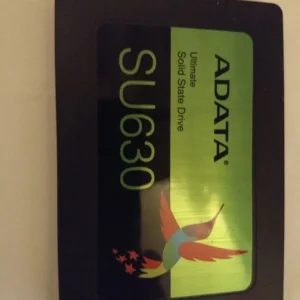 ADATA®
Ultimate
Solid State Drive
SU630